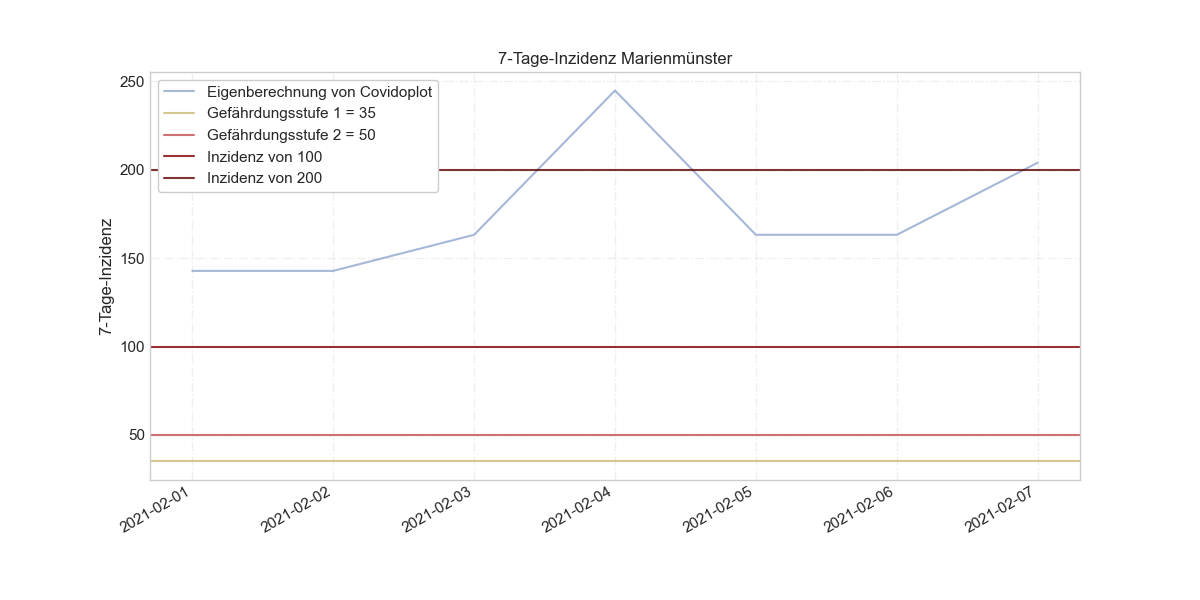 7-Tage-Inzidenz Marienmünster
Eigenberechnung von Covidoplot
Gefährdungsstufe 1 = 35
Gefährdungsstufe 2 = 50
Inzidenz von 100
Inzidenz von 200
7-Tage-Inzidenz
250
200
150
100
50
2021-02-01
2021-02-02
2021-02-03
2021-02-04
2021-02-05
2021-02-06
2021-02-07